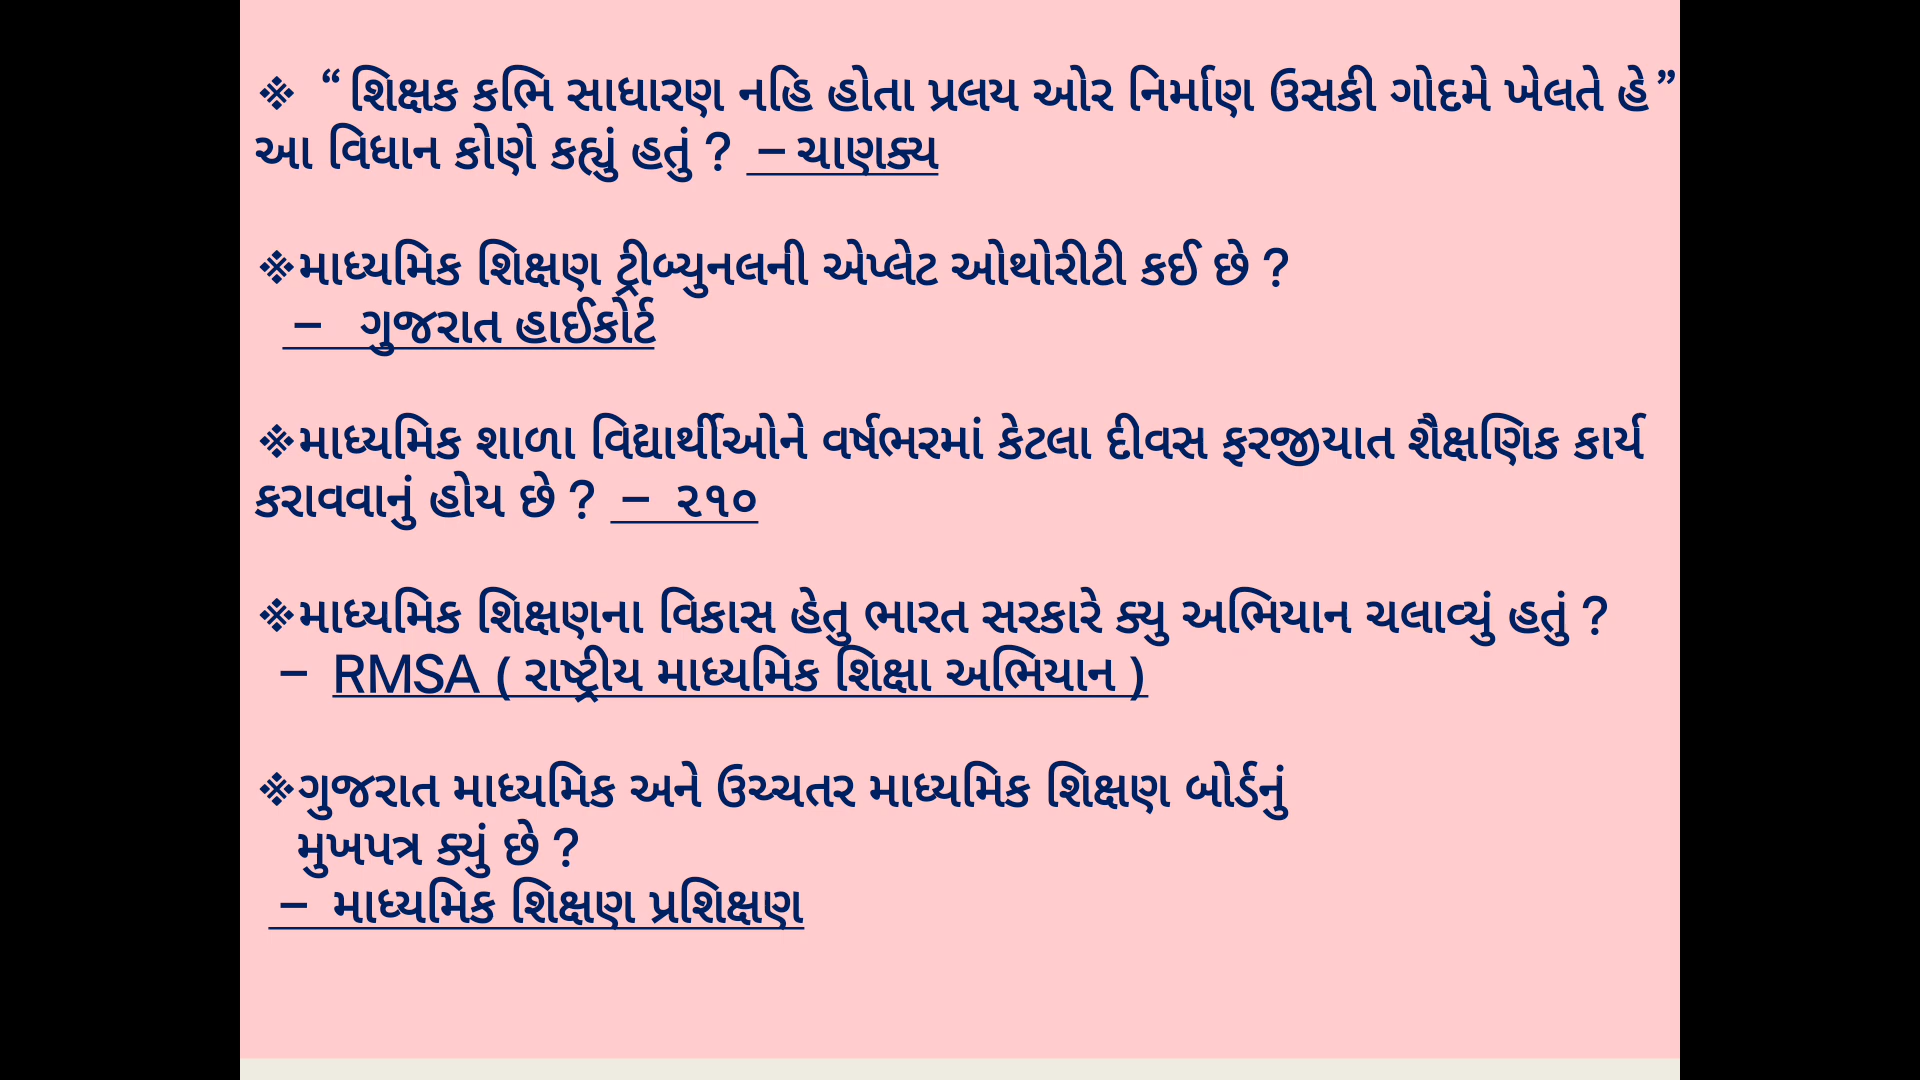 ❖ “ શિક્ષક કભિ સાધારણ નહિ હોતા પ્રલય ઓર નિર્માણ ઉસકી ગોદમે ખેલતે હે ”
આ વિધાન કોણે કહ્યું હતું ? – ચાણક્ય
❖માધ્યમિક શિક્ષણ ટ્રીબ્યુનલની એપ્લેટ ઓથોરીટી કઈ છે ?
– ગુજરાત હાઈકોર્ટ
❖માધ્યમિક શાળા વિદ્યાર્થીઓને વર્ષભરમાં કેટલા દીવસ ફરજીયાત શૈક્ષણિક કાર્ય
કરાવવાનું હોય છે ? – ૨૧૦
❖માધ્યમિક શિક્ષણના વિકાસ હેતુ ભારત સરકારે ક્યુ અભિયાન ચલાવ્યું હતું ?
– RMSA ( રાષ્ટ્રીય માધ્યમિક શિક્ષા અભિયાન )
❖ગુજરાત માધ્યમિક અને ઉચ્ચતર માધ્યમિક શિક્ષણ બોર્ડનું
મુખપત્ર ક્યું છે ?
– માધ્યમિક શિક્ષણ પ્રશિક્ષણ